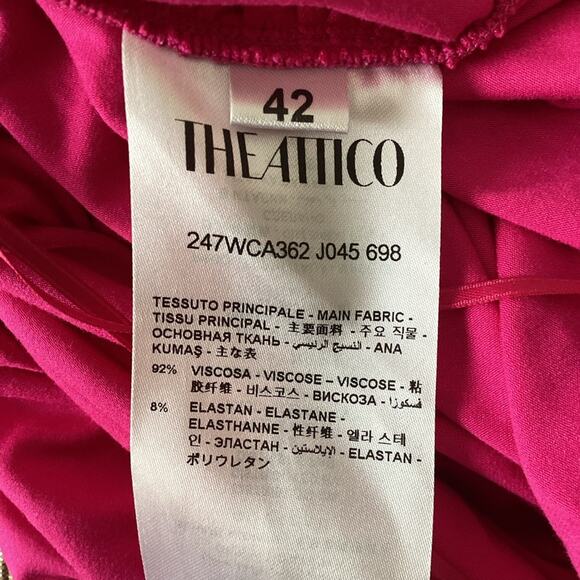 42
THE ATTICO
247WCA362 J045 698
TESSUTO PRINCIPALE - MAIN FABRIC -
TISSU PRINCIPAL - 主要面料 - 주요 직물 -
ОСНОВНАЯ ТКАНЬ - النسيج الرئيسي - ANA
KUMAŞ - 主な表
92% VISCOSA - VISCOSE – VISCOSE - 粘
胶纤维 - 비스코스 - ВИСКОЗА - فسكوزا
8% ELASTAN - ELASTANE -
ELASTHANNE - 性纤维 - 엘라 스테
인 - ЭЛАСТАН - الإيلاستين - ELASTAN -
ポリウレタン